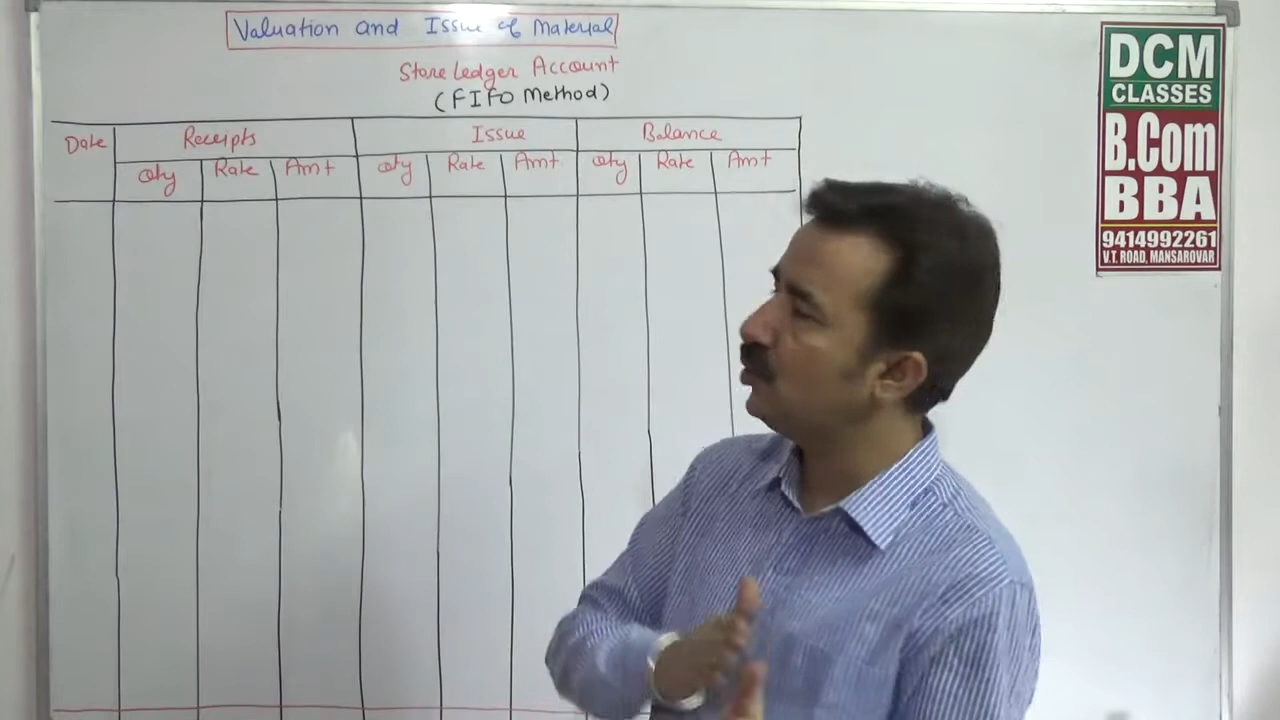 Valuation and Issue of Material
Store Ledger Account
(FIFO Method)
Date Receipts Issue Balance
Qty Rate Amt Qty Rate Amt. Qty Rate Amt
DCM
CLASSES
B.Com
BBA
9414992261
V.T. ROAD, MANSAROVAR